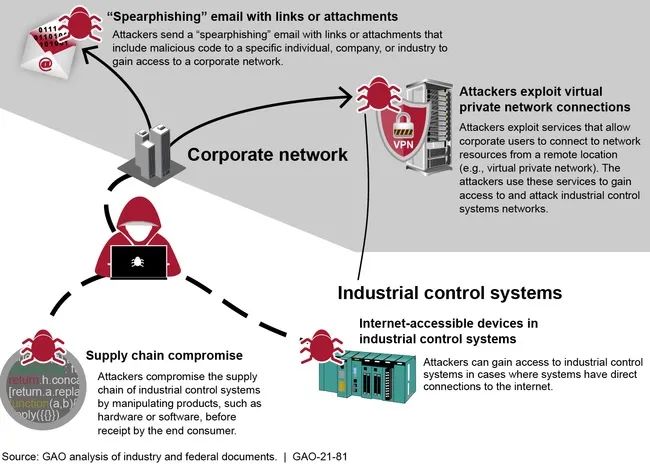 01111
0101010
101001
@
“Spearphishing” email with links or attachments
Attackers send a “spearphishing” email with links or attachments that
include malicious code to a specific individual, company, or industry to
gain access to a corporate network.
Corporate network
VPN
Attackers exploit virtual
private network connections
Attackers exploit services that allow
corporate users to connect to network
resources from a remote location
(e.g., virtual private network). The
attackers use these services to gain
access to and attack industrial control
systems networks.
Industrial control systems
Internet-accessible devices in
industrial control systems
Attackers can gain access to industrial control
systems in cases where systems have direct
connections to the internet.
return.h.conca
[return.a.repla
function(a,b){
ply({{}})
Supply chain compromise
Attackers compromise the supply
chain of industrial control systems
by manipulating products, such as
hardware or software, before
receipt by the end consumer.
Source: GAO analysis of industry and federal documents. | GAO-21-81